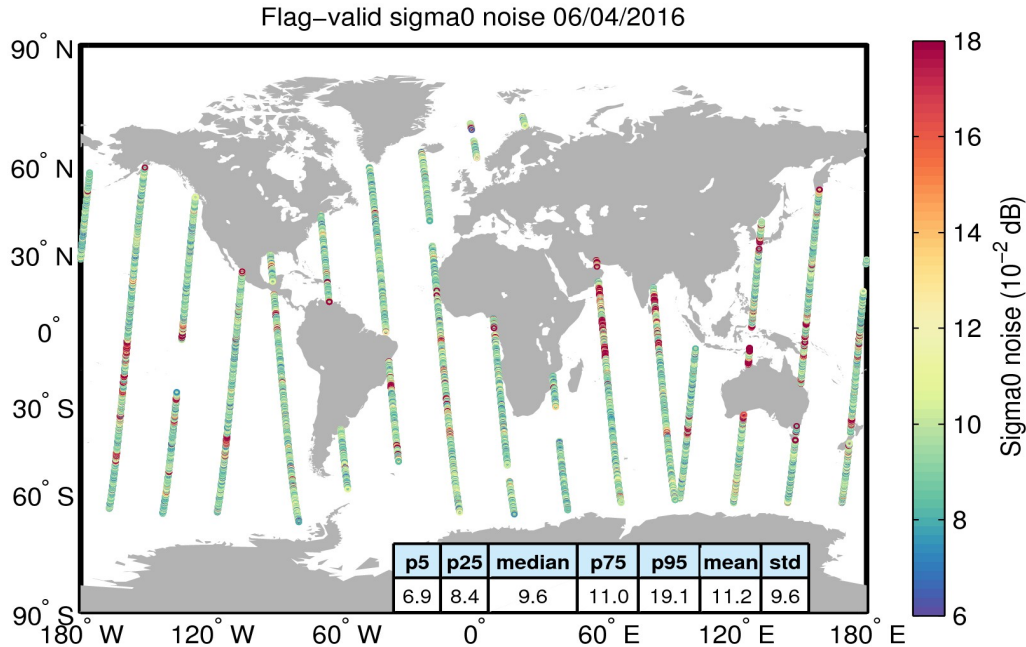 Flag−valid sigma0 noise 06/04/2016
90° N
60° N
30° N
0°
30° S
60° S
90° S
180° W 120° W 60° W 0° 60° E 120° E 180° E
p5 p25 median p75 p95 mean std
6.9 8.4 9.6 11.0 19.1 11.2 9.6
18
16
14
12
10
8
6
Sigma0 noise (10⁻² dB)